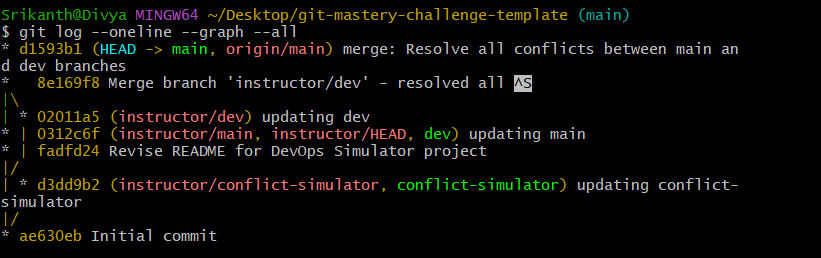 Srikanth@Divya MINGW64 ~/Desktop/git-mastery-challenge-template (main)
$ git log --oneline --graph --all
* d1593b1 (HEAD -> main, origin/main) merge: Resolve all conflicts between main an
d dev branches
*   8e169f8 Merge branch 'instructor/dev' - resolved all ^S
|\
| * 02011a5 (instructor/dev) updating dev
* | 0312c6f (instructor/main, instructor/HEAD, dev) updating main
* | fadfd24 Revise README for DevOps Simulator project
|/
| * d3dd9b2 (instructor/conflict-simulator, conflict-simulator) updating conflict-
simulator
|/
* ae630eb Initial commit